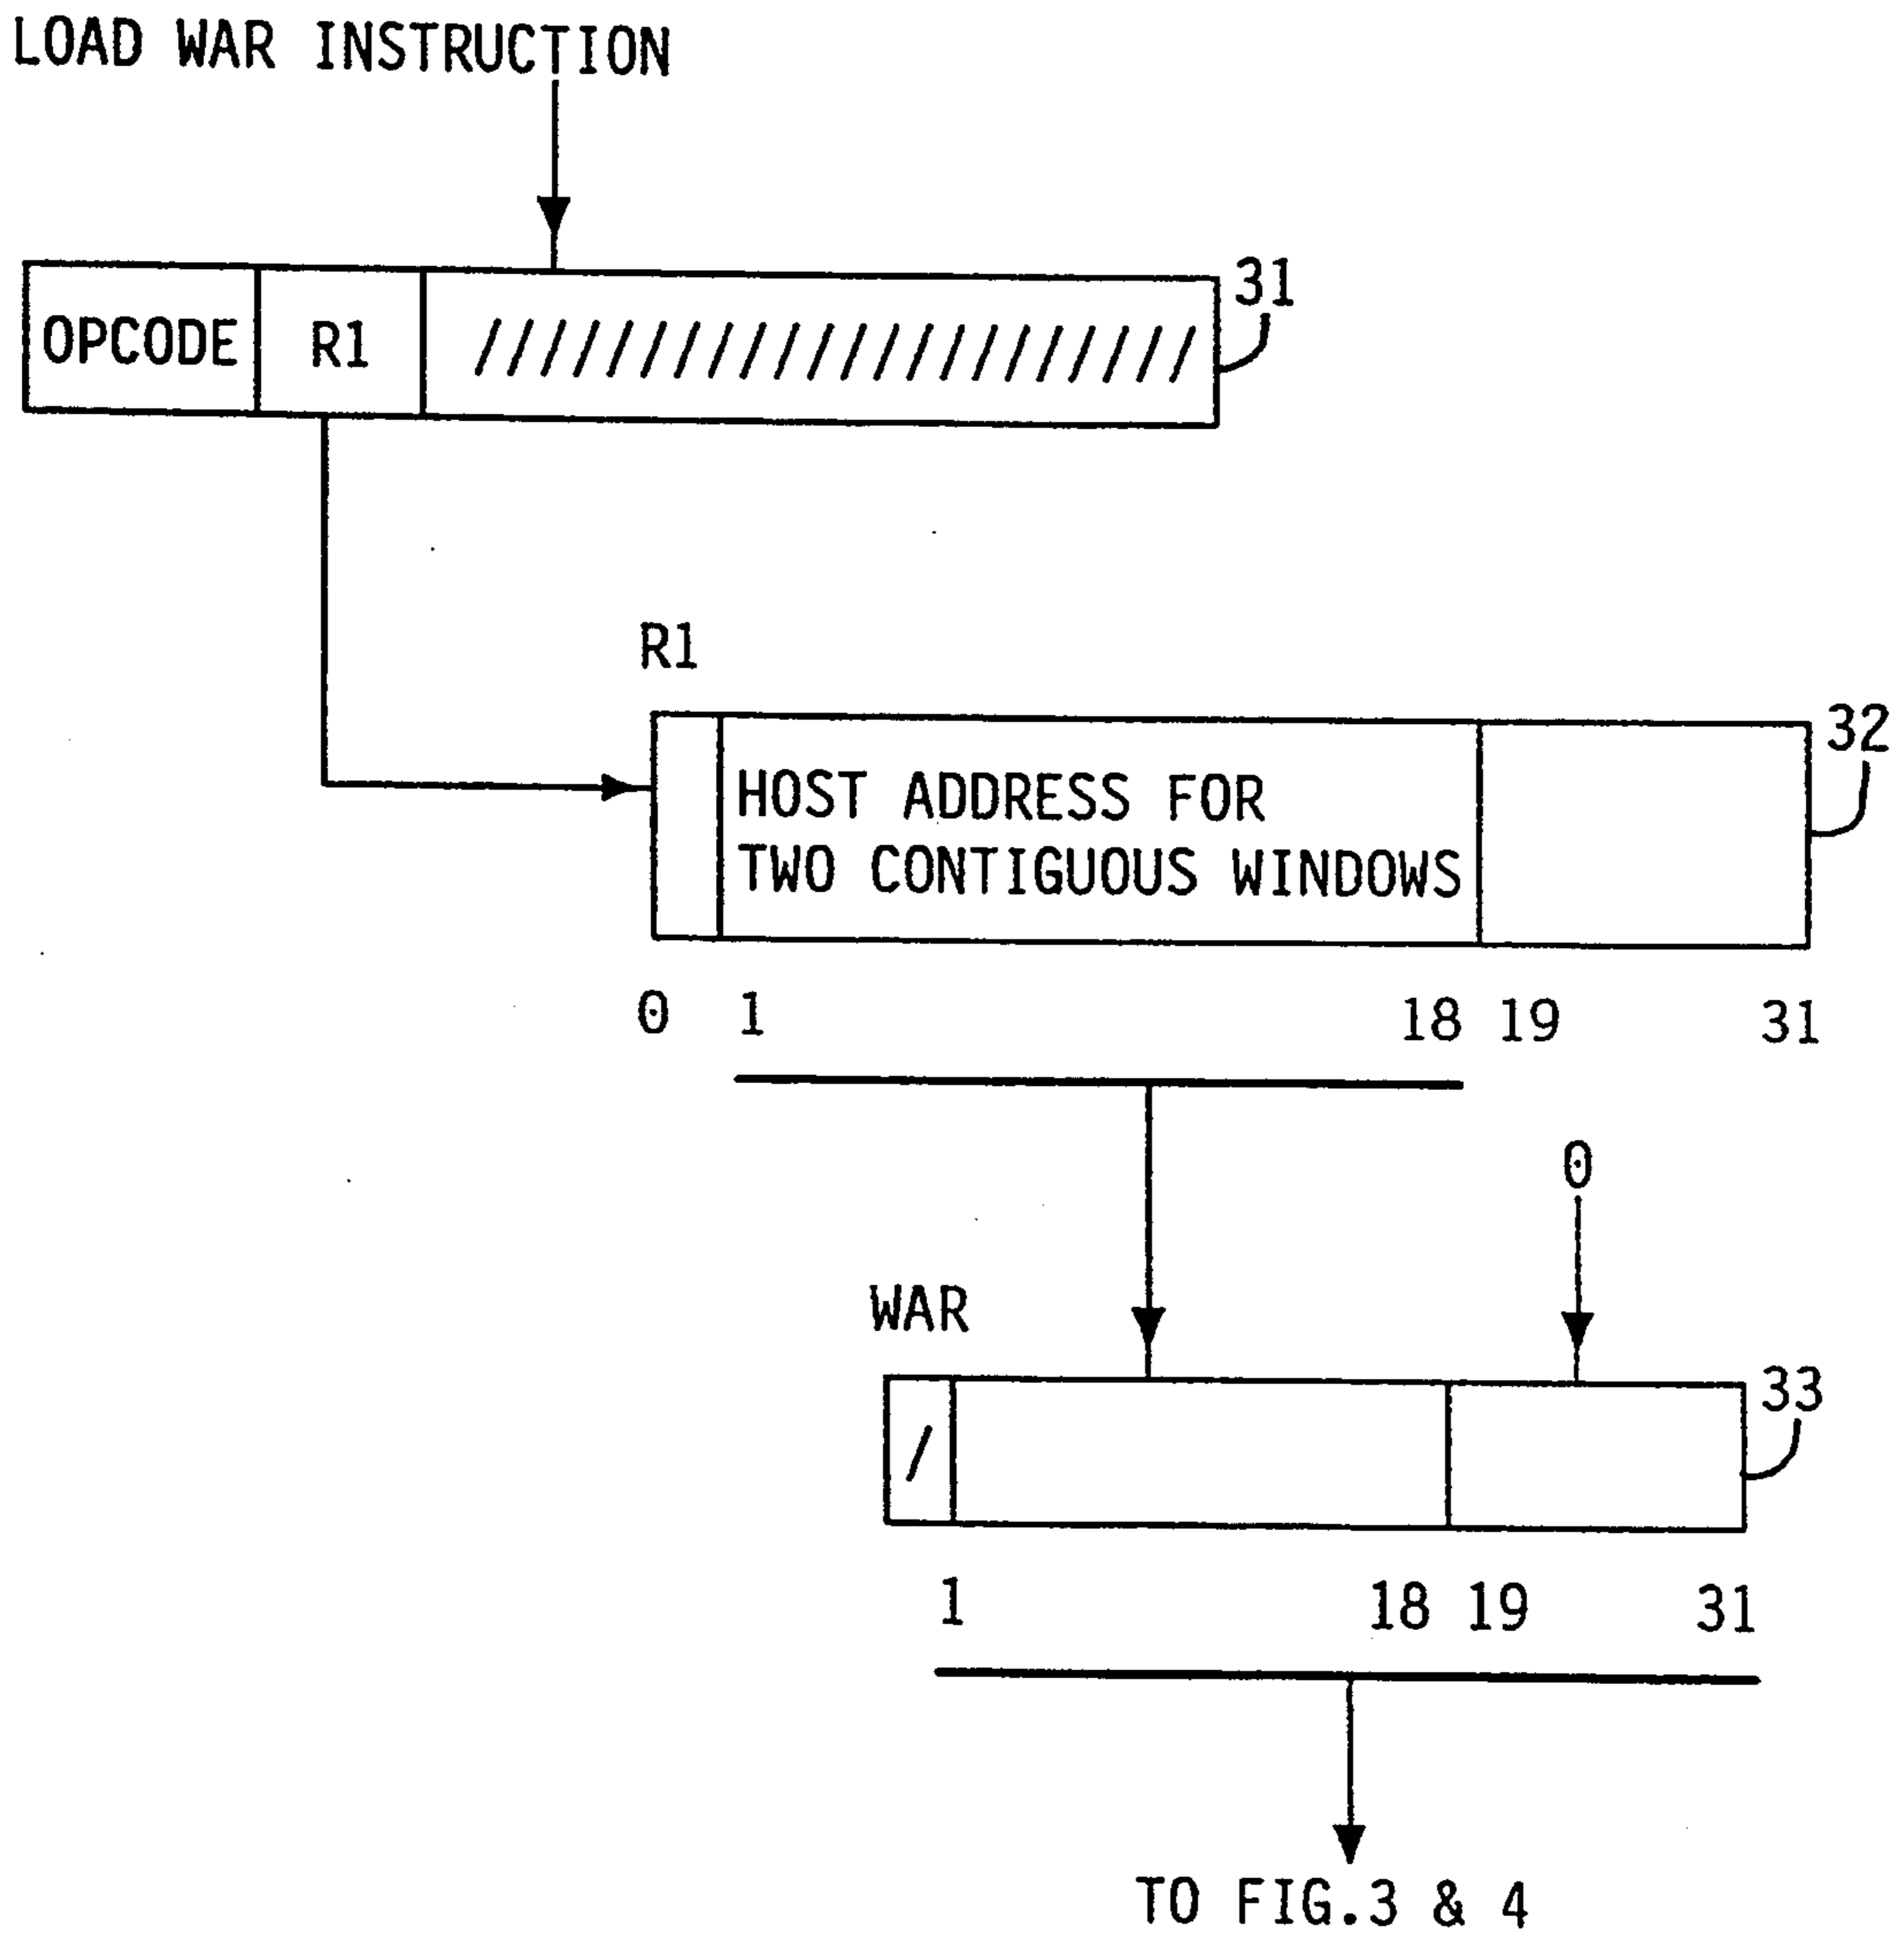 LOAD WAR INSTRUCTION
31
OPCODE R1 //////////////////////
R1
32
HOST ADDRESS FOR
TWO CONTIGUOUS WINDOWS
0 1 18 19 31
0
WAR
33
/
1 18 19 31
TO FIG.3 & 4